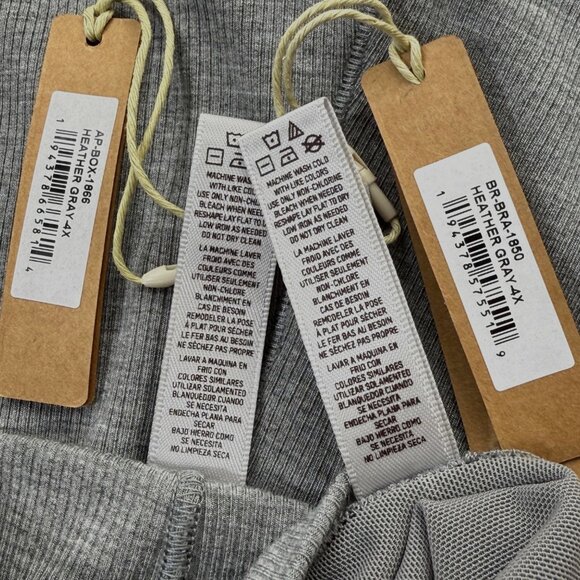 AP-BOX-1866
HEATHER GRAY-4X
1 94378 06581 4
MACHINE WASH
WITH LIKE
USE ONLY NON-
BLEACH WHEN
RESHAPE LAY FLAT TO
LOW IRON AS NEEDED
DO NOT DRY CLEAN
LA MACHINE LAVER
FROID AVEC DES
COULEURS COMME
UTILISER SEULEMENT
NON-CHLORE
BLANCHIMENT EN
CAS DE BESOIN
REMODELER LA POSE
À PLAT POUR SÉCHER
LE FER BAS AU BESOIN
NE SÉCHEZ PAS PROPRE
LAVAR A MAQUINA EN
FRIO CON
COLORES SIMILARES
UTILIZAR SOLAMENTED
BLANQUEADOR CUANDO
SE NECESITA
ENDECHA PLANA PARA
SECAR
BAJO HIERRO COMO
SE NECESITA
NO LIMPIEZA SECA
MACHINE WASH COLD
WITH LIKE COLORS
USE ONLY NON-CHLORINE
BLEACH WHEN NEEDED
RESHAPE LAY FLAT TO DRY
LOW IRON AS NEEDED
DO NOT DRY CLEAN
LA MACHINE LAVER
FROID AVEC DES
COULEURS COMME
UTILISER SEULEMENT
NON-CHLORE
BLANCHIMENT EN
CAS DE BESOIN
REMODELER LA POSE
À PLAT POUR SÉCHER
LE FER BAS AU BESOIN
NE SÉCHEZ PAS PROPRE
LAVAR A MAQUINA EN
FRIO CON
COLORES SIMILARES
UTILIZAR SOLAMENTED
BLANQUEADOR CUANDO
SE NECESITA
ENDECHA PLANA PARA
SECAR
BAJO HIERRO COMO
SE NECESITA
NO LIMPIEZA SECA
BR-BRA-1850
HEATHER GRAY-4X
1 94378 51551 9